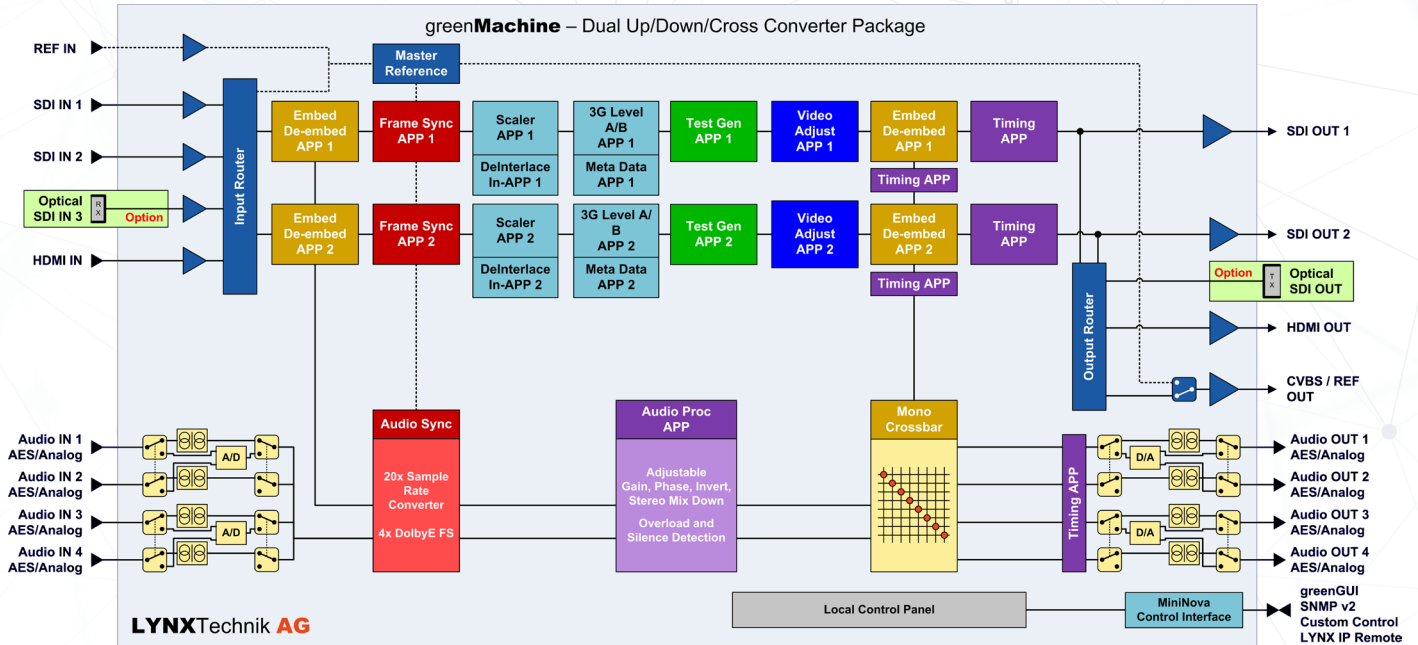 greenMachine – Dual Up/Down/Cross Converter Package
REF IN
SDI IN 1
SDI IN 2
Optical
SDI IN 3
R
X
Option
HDMI IN
Input Router
Master
Reference
Embed
De-embed
APP 1
Frame Sync
APP 1
Scaler
APP 1
DeInterlace
In-APP 1
3G Level
A/B
APP 1
Meta Data
APP 1
Test Gen
APP 1
Video
Adjust
APP 1
Embed
De-embed
APP 1
Timing APP
Timing
APP
SDI OUT 1
Embed
De-embed
APP 2
Frame Sync
APP 2
Scaler
APP 2
DeInterlace
In-APP 2
3G Level A/
B
APP 2
Meta Data
APP 2
Test Gen
APP 2
Video
Adjust
APP 2
Embed
De-embed
APP 2
Timing APP
Timing
APP
SDI OUT 2
Output Router
Option
T
X
Optical
SDI OUT
HDMI OUT
CVBS / REF
OUT
Audio IN 1
AES/Analog
Audio IN 2
AES/Analog
Audio IN 3
AES/Analog
Audio IN 4
AES/Analog
A/D
A/D
Audio Sync
20x Sample
Rate
Converter
4x DolbyE FS
Audio Proc
APP
Adjustable
Gain, Phase, Invert,
Stereo Mix Down
Overload and
Silence Detection
Mono
Crossbar
Timing APP
D/A
D/A
Audio OUT 1
AES/Analog
Audio OUT 2
AES/Analog
Audio OUT 3
AES/Analog
Audio OUT 4
AES/Analog
LYNXTechnik AG
Local Control Panel
MiniNova
Control Interface
greenGUI
SNMP v2
Custom Control
LYNX IP Remote